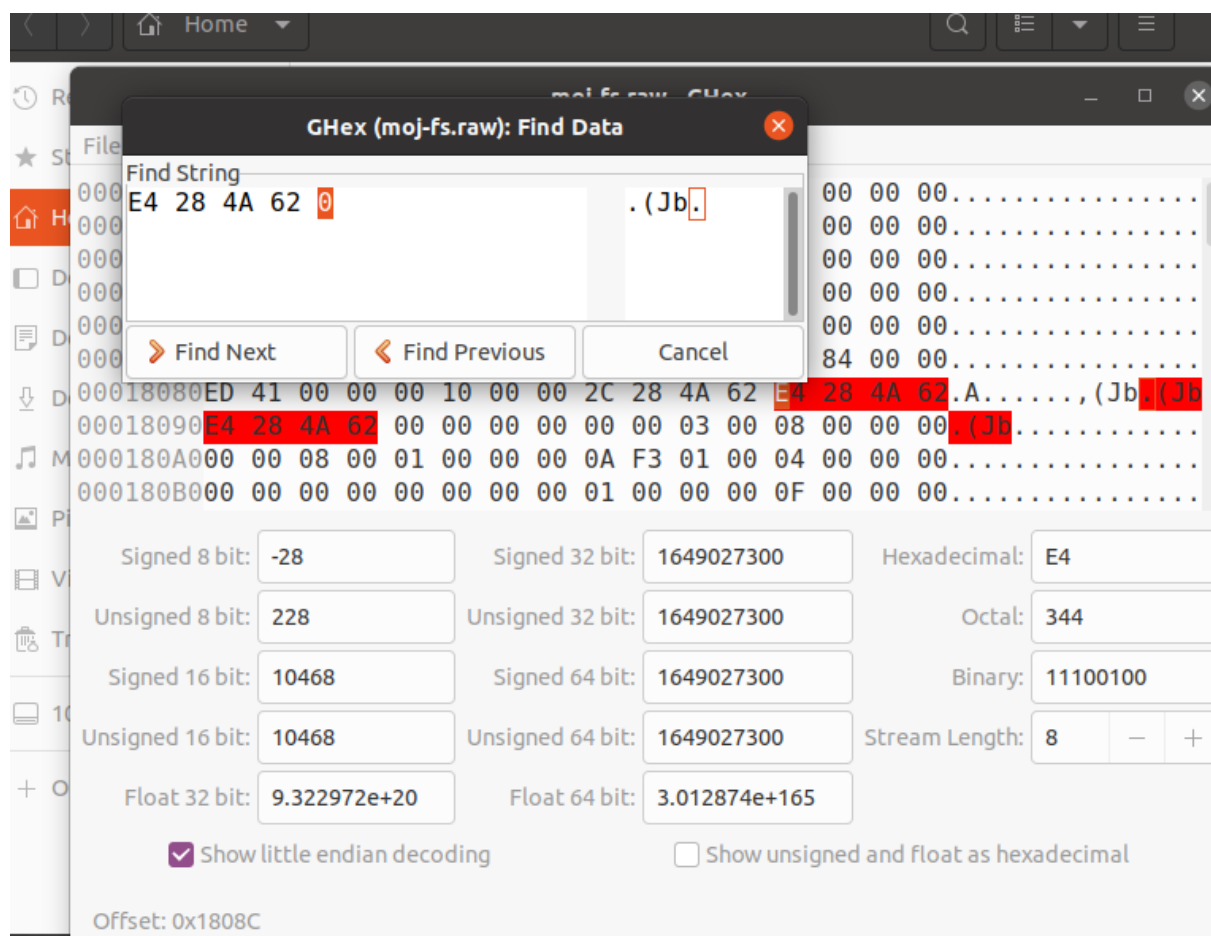 Home
GHex (moj-fs.raw): Find Data
File
Find String
E4 28 4A 62 0 .(Jb.
000 00 00 00................
000 00 00 00................
000 00 00 00................
000 00 00 00................
000 00 00 00................
000 84 00 00................
Find Next Find Previous Cancel
00018080ED 41 00 00 00 10 00 00 2C 28 4A 62 E4 28 4A 62.A......,(Jb.(Jb
00018090E4 28 4A 62 00 00 00 00 00 00 03 00 08 00 00 00.(Jb............
000180A000 00 08 00 01 00 00 00 0A F3 01 00 04 00 00 00................
000180B000 00 00 00 00 00 00 00 01 00 00 00 0F 00 00 00................
Signed 8 bit: -28 Signed 32 bit: 1649027300 Hexadecimal: E4
Unsigned 8 bit: 228 Unsigned 32 bit: 1649027300 Octal: 344
Signed 16 bit: 10468 Signed 64 bit: 1649027300 Binary: 11100100
Unsigned 16 bit: 10468 Unsigned 64 bit: 1649027300 Stream Length: 8 − +
Float 32 bit: 9.322972e+20 Float 64 bit: 3.012874e+165
Show little endian decoding Show unsigned and float as hexadecimal
Offset: 0x1808C